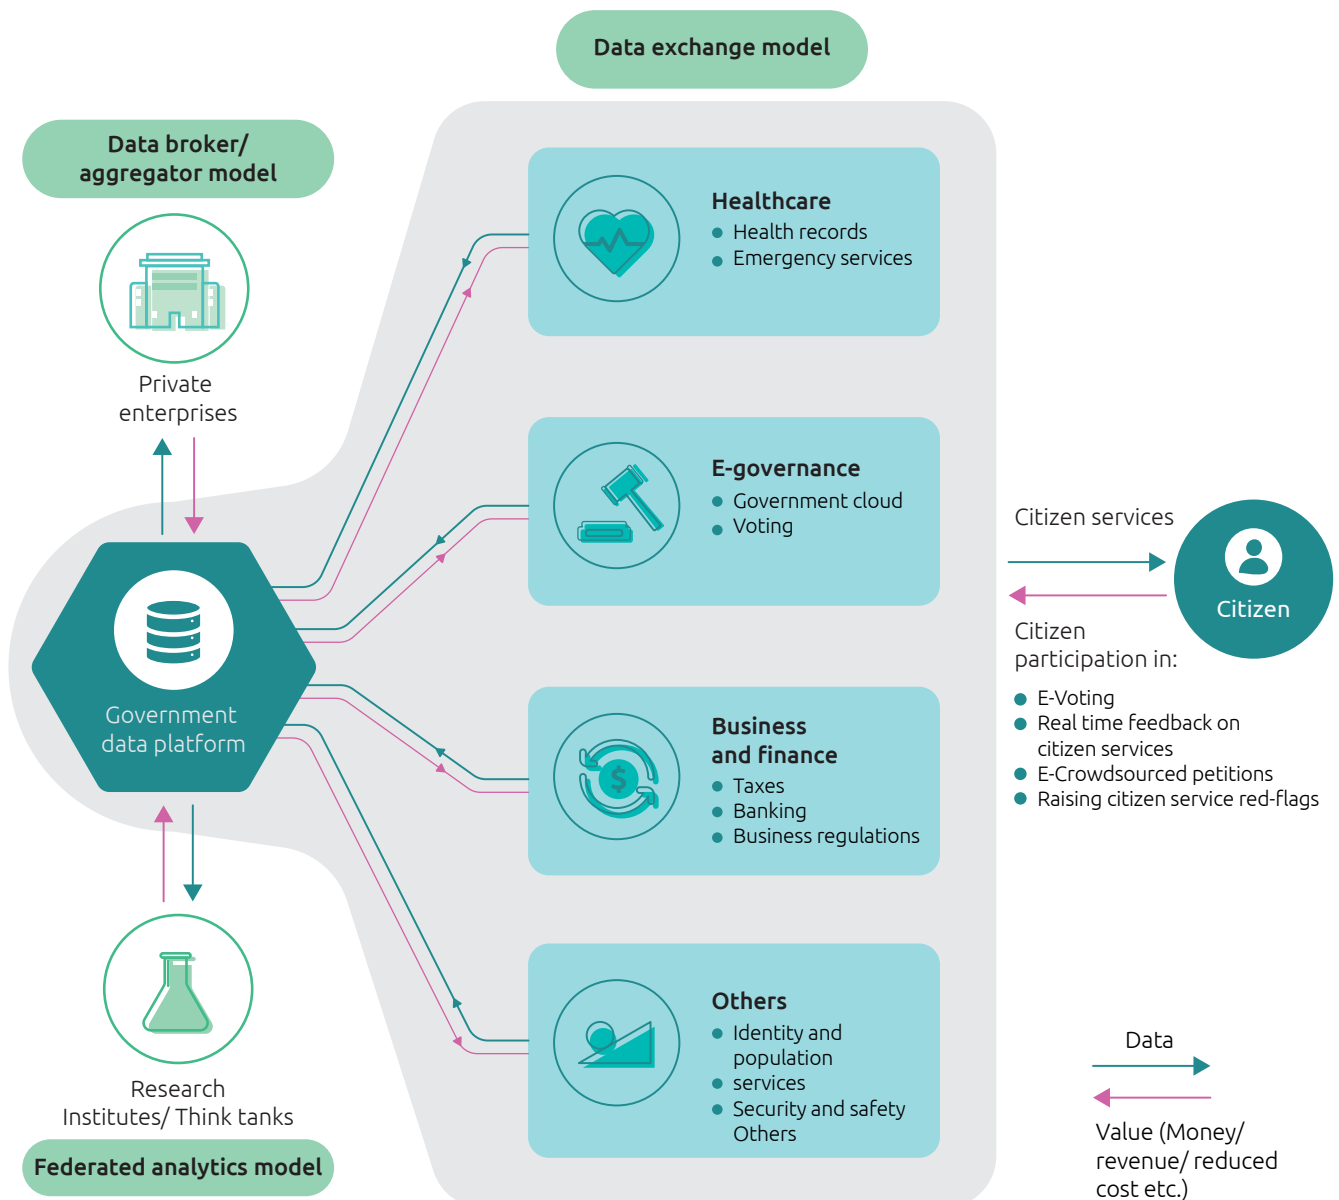 Data exchange model
Data broker/
aggregator model
Private
enterprises
Government
data platform
Research
Institutes/ Think tanks
Federated analytics model
Healthcare
Health records
Emergency services
E-governance
Government cloud
Voting
Business
and finance
Taxes
Banking
Business regulations
Others
Identity and
population
services
Security and safety
Others
Citizen services
Citizen
Citizen
participation in:
E-Voting
Real time feedback on
citizen services
E-Crowdsourced petitions
Raising citizen service red-flags
Data
Value (Money/
revenue/ reduced
cost etc.)